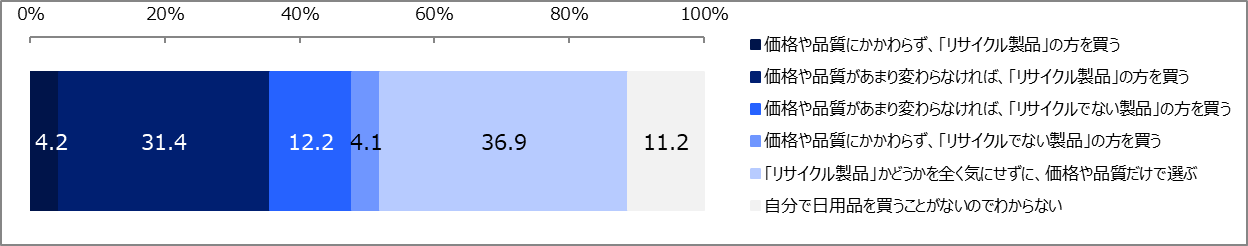 0% 20% 40% 60% 80% 100%
4.2 31.4 12.2 4.1 36.9 11.2
価格や品質にかかわらず、「リサイクル製品」の方を買う
価格や品質があまり変わらなければ、「リサイクル製品」の方を買う
価格や品質があまり変わらなければ、「リサイクルでない製品」の方を買う
価格や品質にかかわらず、「リサイクルでない製品」の方を買う
「リサイクル製品」かどうかを全く気にせずに、価格や品質だけで選ぶ
自分で日用品を買うことがないのでわからない